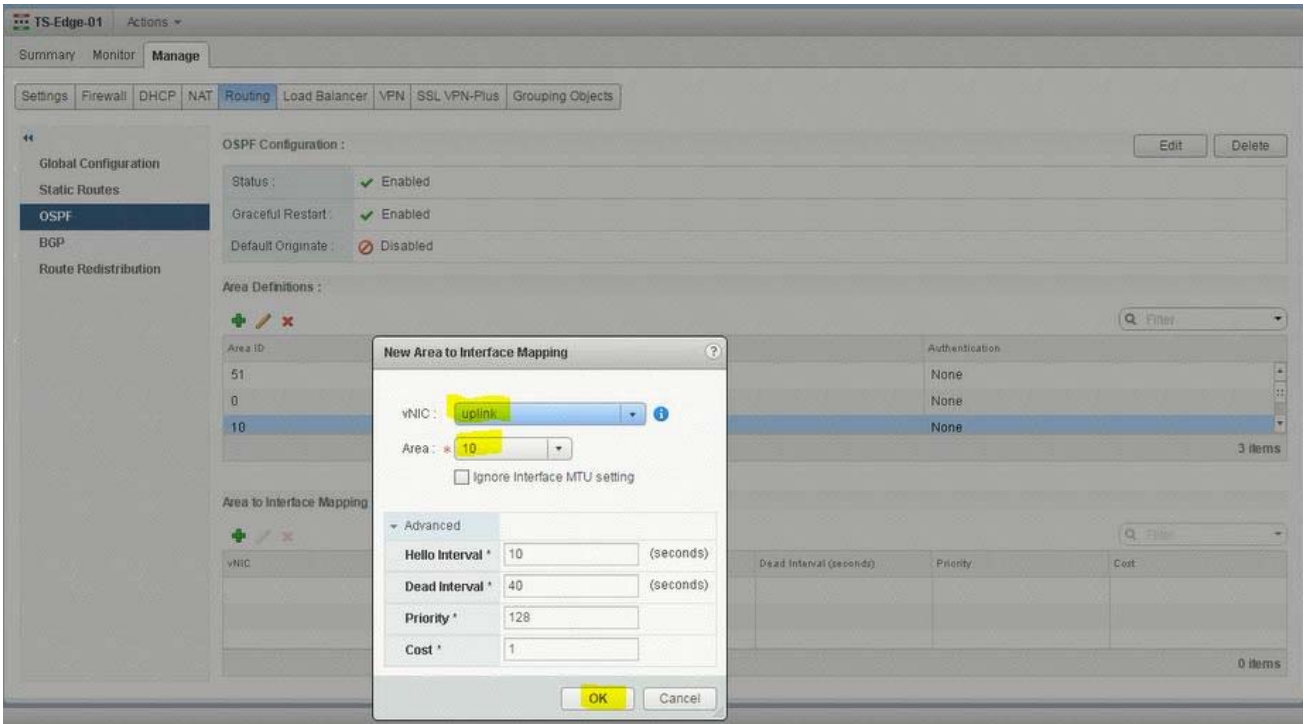 TS-Edge-01 Actions
Summary Monitor Manage
Settings Firewall DHCP NAT Routing Load Balancer VPN SSL VPN-Plus Grouping Objects
Global Configuration
Static Routes
OSPF
BGP
Route Redistribution
OSPF Configuration :
Edit Delete
Status : Enabled
Graceful Restart : Enabled
Default Originate : Disabled
Area Definitions :
Filter
Area ID Authentication
51 None
0 None
10 None
3 items
Area to Interface Mapping
Filter
vNIC Dead Interval (seconds) Priority Cost
0 items
New Area to Interface Mapping ?
vNIC : uplink
Area : * 10
Ignore Interface MTU setting
Advanced
Hello Interval * 10 (seconds)
Dead Interval * 40 (seconds)
Priority * 128
Cost * 1
OK Cancel